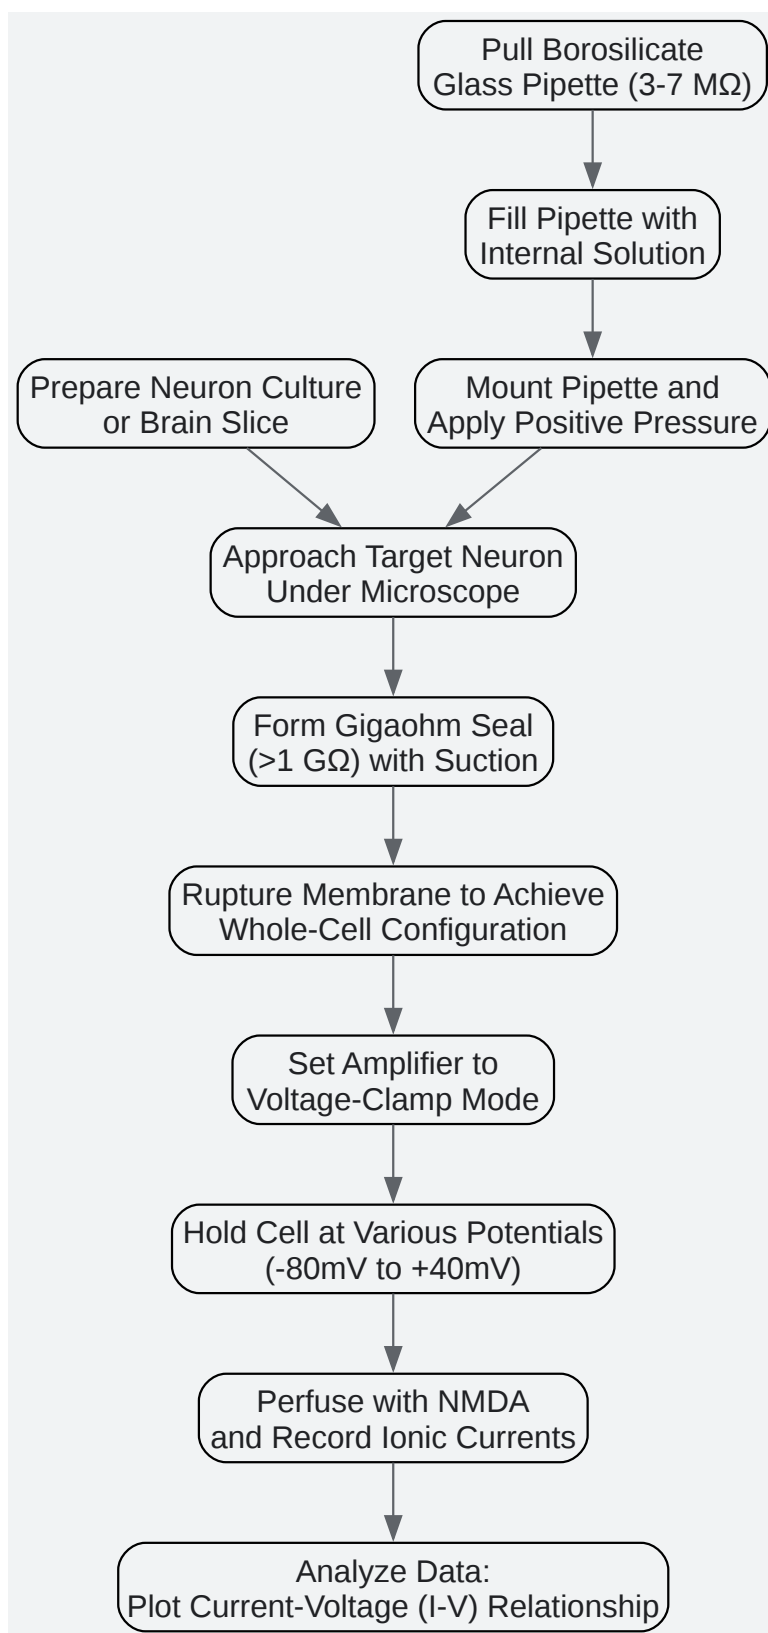 Pull Borosilicate
Glass Pipette (3-7 MΩ)
Fill Pipette with
Internal Solution
Prepare Neuron Culture
or Brain Slice
Mount Pipette and
Apply Positive Pressure
Approach Target Neuron
Under Microscope
Form Gigaohm Seal
(>1 GΩ) with Suction
Rupture Membrane to Achieve
Whole-Cell Configuration
Set Amplifier to
Voltage-Clamp Mode
Hold Cell at Various Potentials
(-80mV to +40mV)
Perfuse with NMDA
and Record Ionic Currents
Analyze Data:
Plot Current-Voltage (I-V) Relationship